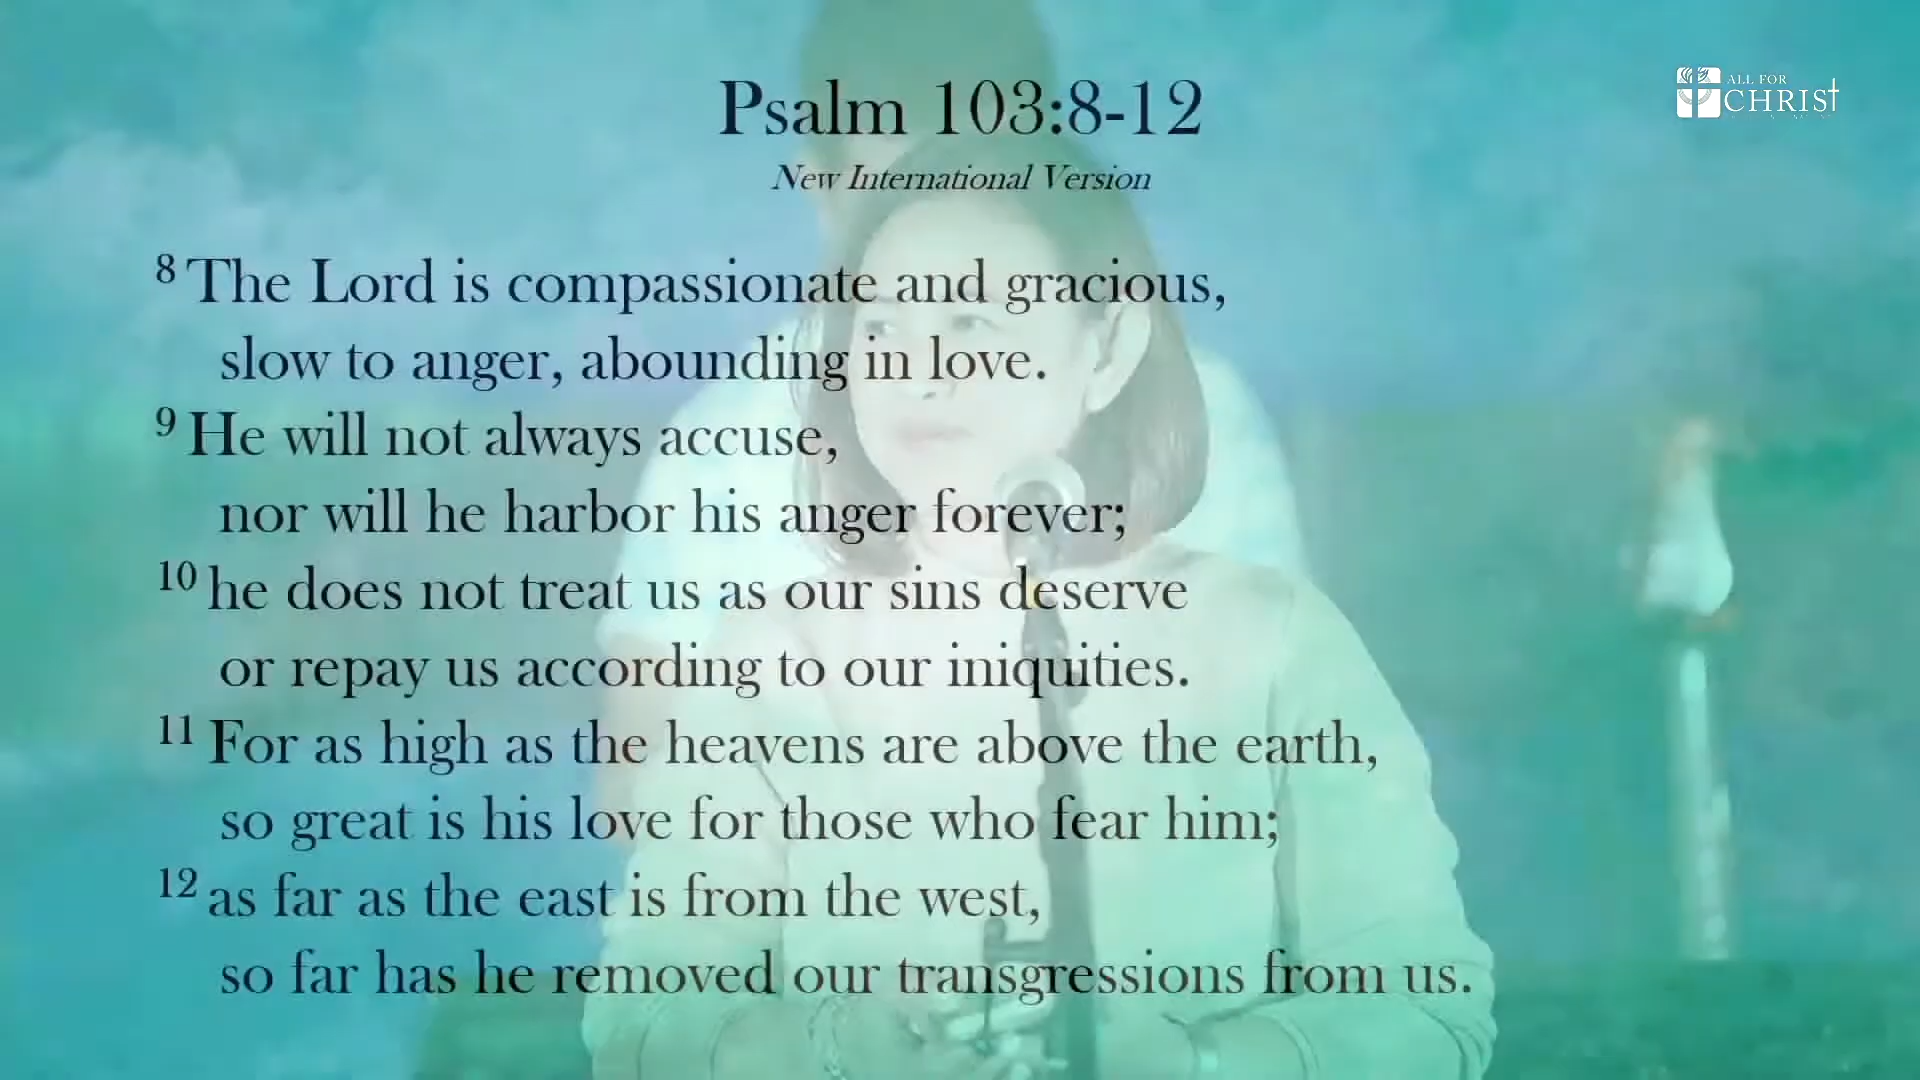 Psalm 103:8-12
New International Version
ALL FOR
CHRIST
8 The Lord is compassionate and gracious,
slow to anger, abounding in love.
9 He will not always accuse,
nor will he harbor his anger forever;
10 he does not treat us as our sins deserve
or repay us according to our iniquities.
11 For as high as the heavens are above the earth,
so great is his love for those who fear him;
12 as far as the east is from the west,
so far has he removed our transgressions from us.